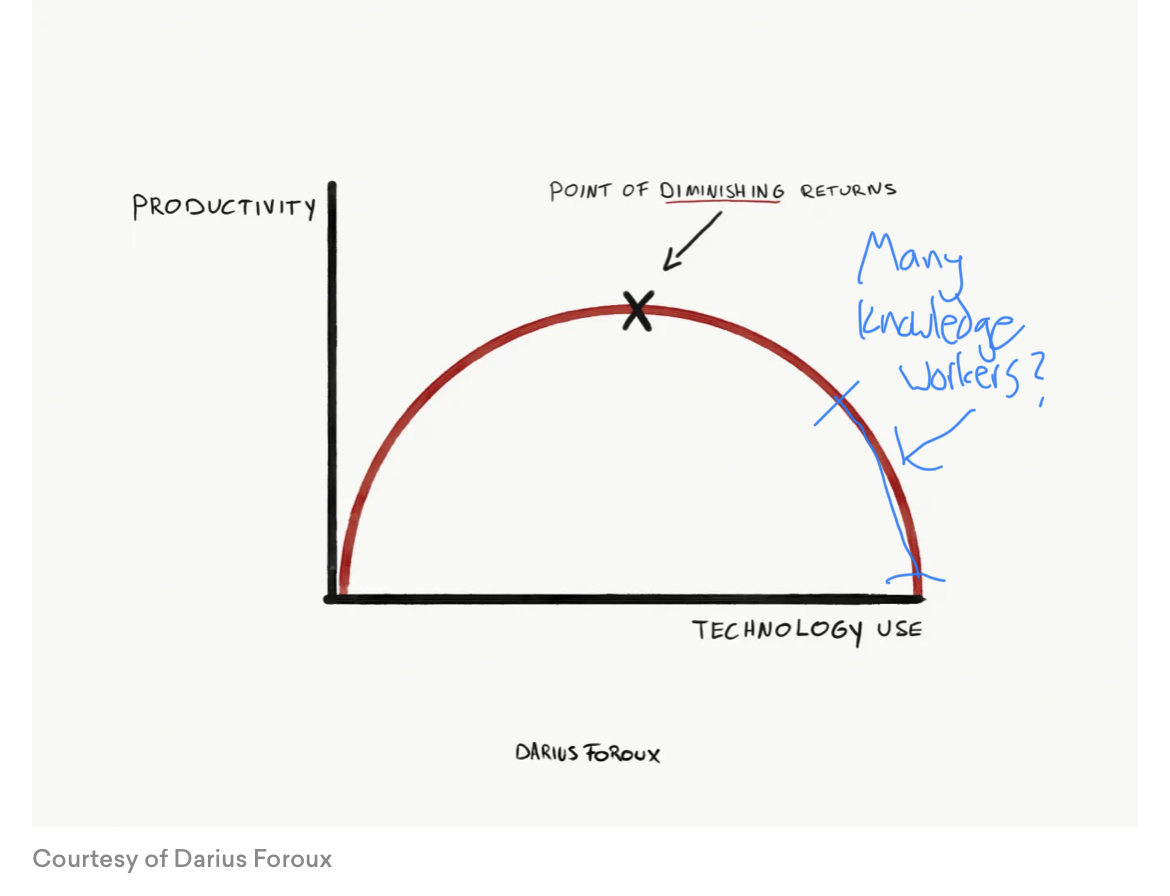 POINT OF DIMINISHING RETURNS
PRODUCTIVITY
Many
knowledge
workers?
TECHNOLOGY USE
DARIUS FOROUX
Courtesy of Darius Foroux